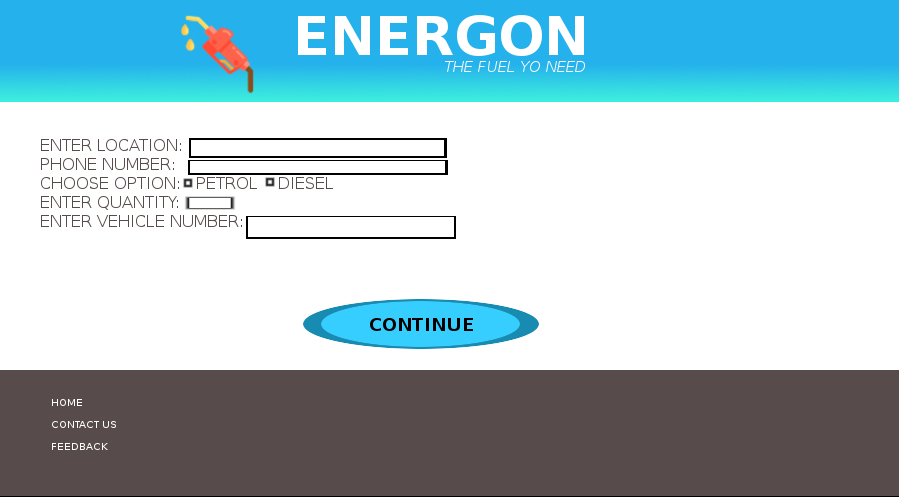 ENERGON
THE FUEL YO NEED
ENTER LOCATION:
PHONE NUMBER:
CHOOSE OPTION: PETROL DIESEL
ENTER QUANTITY:
ENTER VEHICLE NUMBER:
CONTINUE
HOME
CONTACT US
FEEDBACK